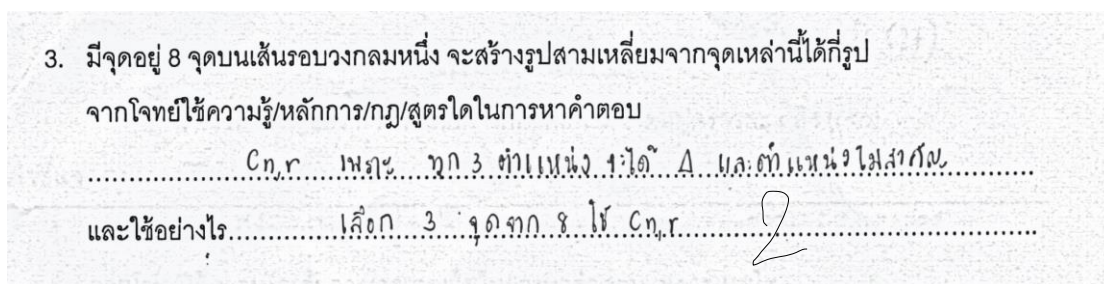 3. มีจุดอยู่ 8 จุดบนเส้นรอบวงกลมหนึ่ง จะสร้างรูปสามเหลี่ยมจากจุดเหล่านี้ได้กี่รูป
จากโจทย์ใช้ความรู้/หลักการ/กฎ/สูตรใดในการหาคำตอบ
Cn,r เพราะ ทุก 3 ตำแหน่ง จะได้ Δ และตำแหน่งไม่สำคัญ
และใช้อย่างไร เลือก 3 จุดจาก 8 ใช้ Cn,r 2